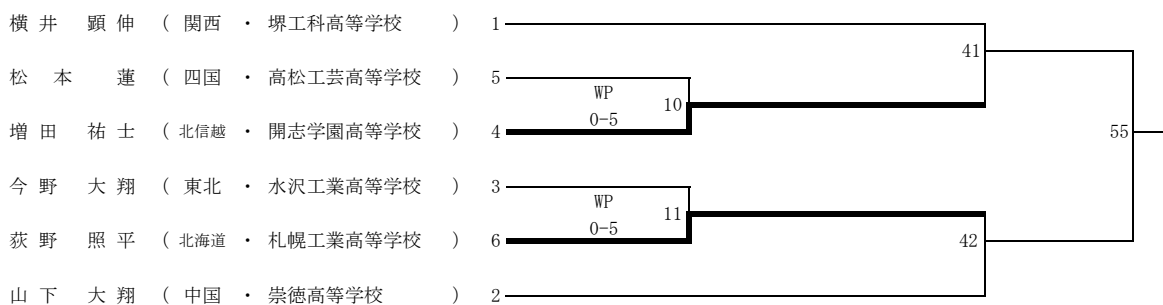 横井 顕伸 ( 関西 ・ 堺工科高等学校 ) 1
41
松本 蓮 ( 四国 ・ 高松工芸高等学校 ) 5
WP
10
0-5
増田 祐士 ( 北信越 ・ 開志学園高等学校 ) 4
55
今野 大翔 ( 東北 ・ 水沢工業高等学校 ) 3
WP
11
0-5
荻野 照平 ( 北海道 ・ 札幌工業高等学校 ) 6
42
山下 大翔 ( 中国 ・ 崇徳高等学校 ) 2